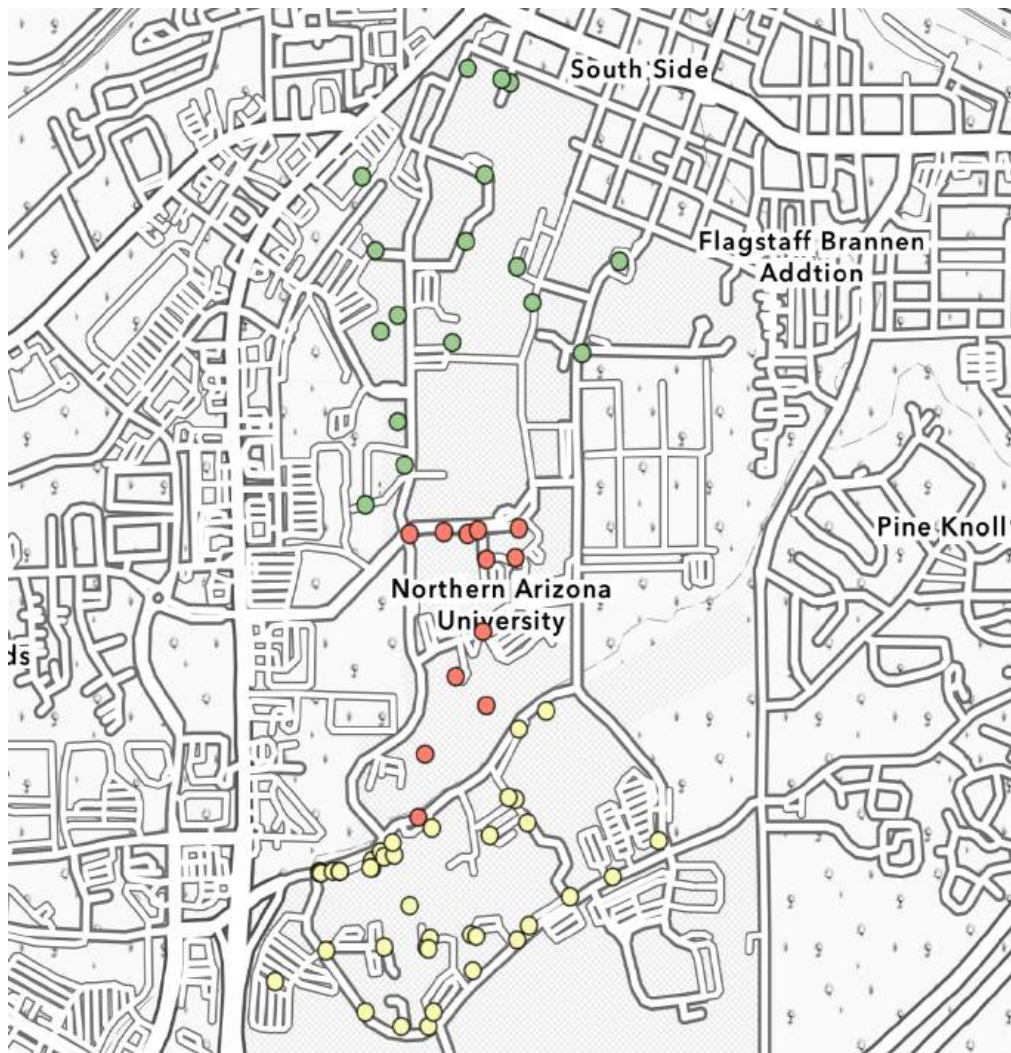 South Side
Flagstaff Brannen
Addtion
Pine Knoll
Northern Arizona
University
ds